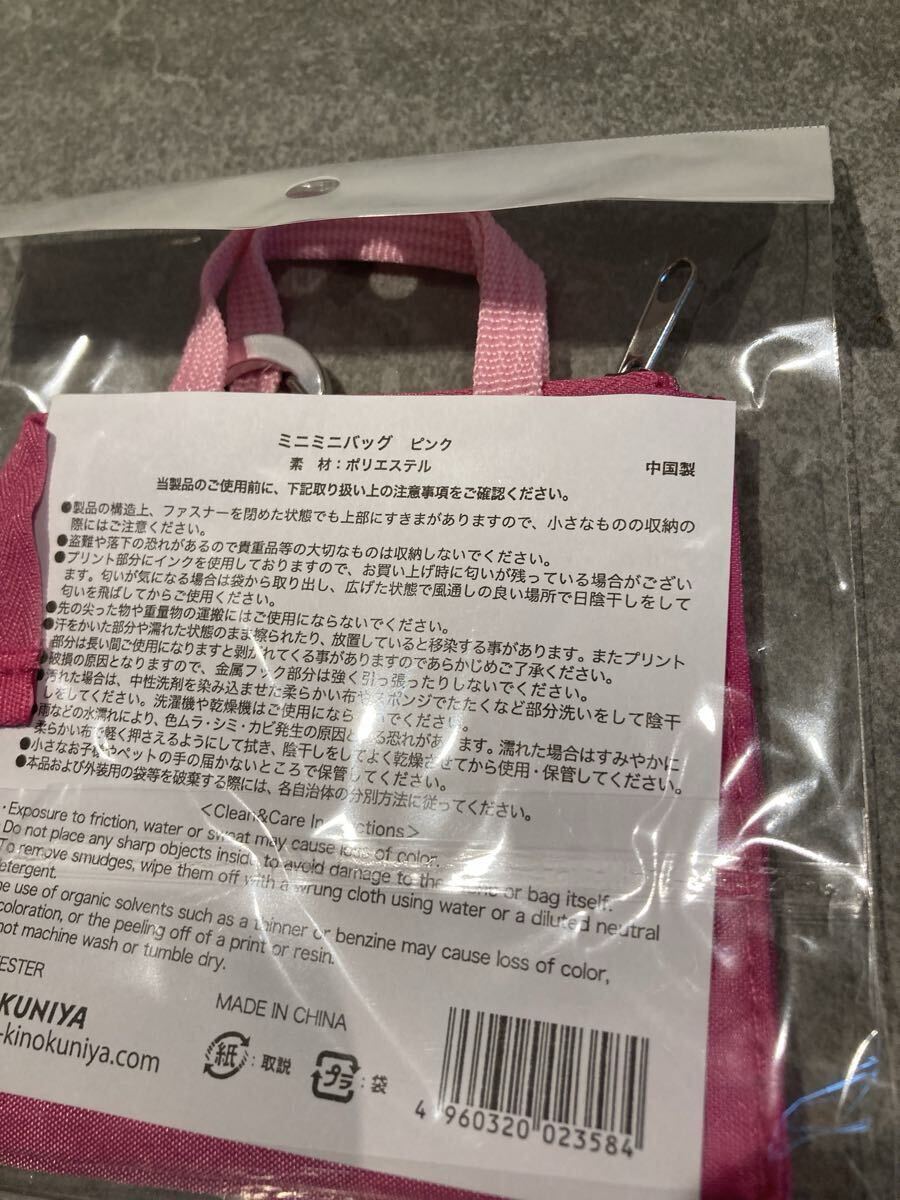 ミニミニバッグ　ピンク
素　材：ポリエステル
中国製
当製品のご使用前に、下記取り扱い上の注意事項をご確認ください。
●製品の構造上、ファスナーを閉めた状態でも上部にすきまがありますので、小さなものの収納の
際にはご注意ください。
●盗難や落下の恐れがあるので貴重品等の大切なものは収納しないでください。
●プリント部分にインクを使用しておりますので、お買い上げ時に匂いが残っている場合がござい
ます。匂いが気になる場合は袋から取り出し、広げた状態で風通しの良い場所で日陰干しをして
匂いを飛ばしてからご使用ください。
●先の尖った物や重量物の運搬にはご使用にならないでください。
●汗をかいた部分や濡れた状態のまま擦られたり、放置していると移染する事があります。またプリント
部分は長い間ご使用になりますと剥がれてくる事がありますのであらかじめご了承ください。
●破損の原因となりますので、金属フック部分は強く引っ張ったりしないでください。
●汚れた場合は、中性洗剤を染み込ませた柔らかい布やスポンジでたたくなど部分洗いをして陰干
しをしてください。洗濯機や乾燥機はご使用になら いでください。
●雨などの水濡れにより、色ムラ・シミ・カビ発生の原因と る恐れがあります。濡れた場合はすみやかに
柔らかい布で軽く押さえるようにして拭き、陰干しをしてよく乾燥させてから使用・保管してください。
●小さなお子様やペットの手の届かないところで保管してください。
●本品および外装用の袋等を破棄する際には、各自治体の分別方法に従ってください。
＜Clean&Care In ctions＞
・Exposure to friction, water or sweat may cause loss of color.
Do not place any sharp objects inside to avoid damage to the or bag itself.
To remove smudges, wipe them off with a wrung cloth using water or a diluted neutral
etergent.
he use of organic solvents such as a thinner or benzine may cause loss of color,
coloration, or the peeling off of a print or resin.
not machine wash or tumble dry.
ESTER
KUNIYA
MADE IN CHINA
-kinokuniya.com
紙：取説
プラ：袋
4 960320 023584